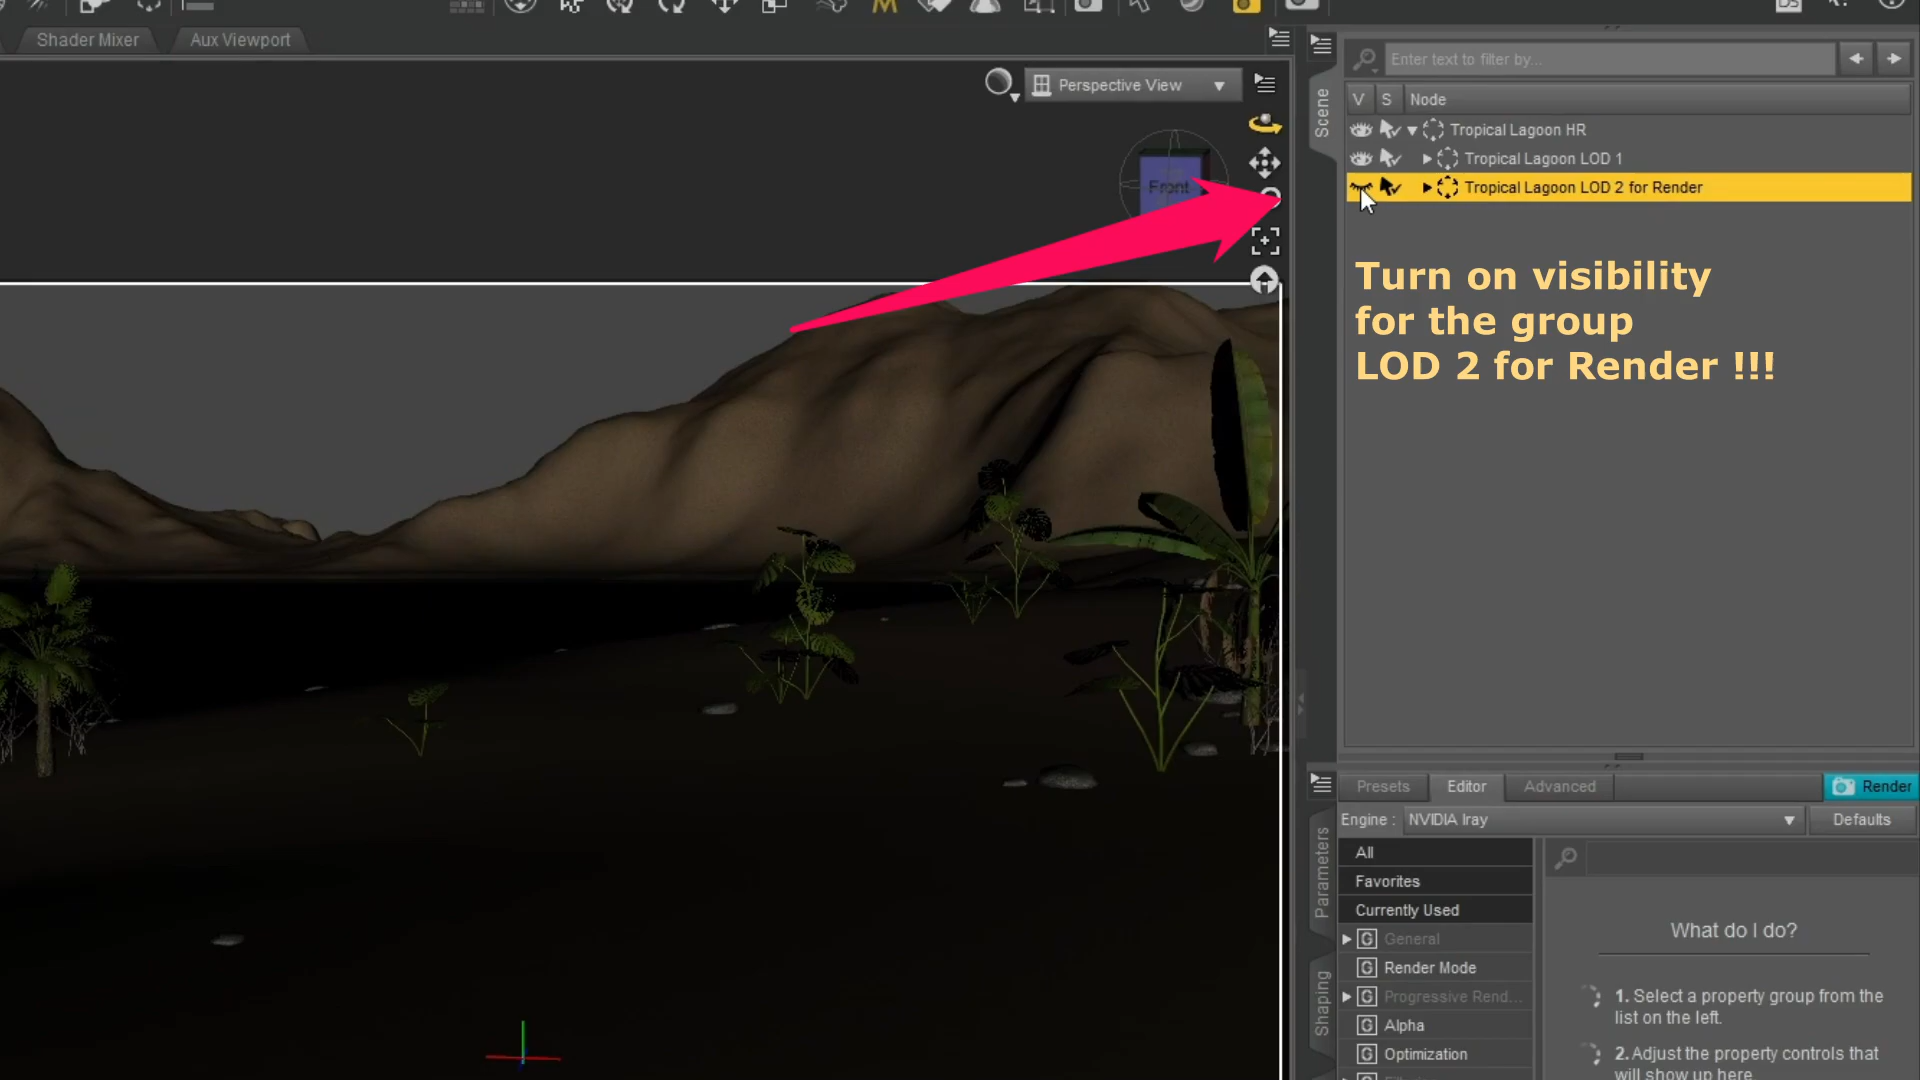 DS
Shader Mixer
Aux Viewport
Perspective View
Front
Scene
Enter text to filter by...
V S Node
Tropical Lagoon HR
Tropical Lagoon LOD 1
Tropical Lagoon LOD 2 for Render
Turn on visibility
for the group
LOD 2 for Render !!!
Presets Editor Advanced Render
Engine : NVIDIA Iray Defaults
Parameters
Shaping
All
Favorites
Currently Used
G General
G Render Mode
G Progressive Rend...
G Alpha
G Optimization
What do I do?
1. Select a property group from the
list on the left.
2. Adjust the property controls that
will show up here